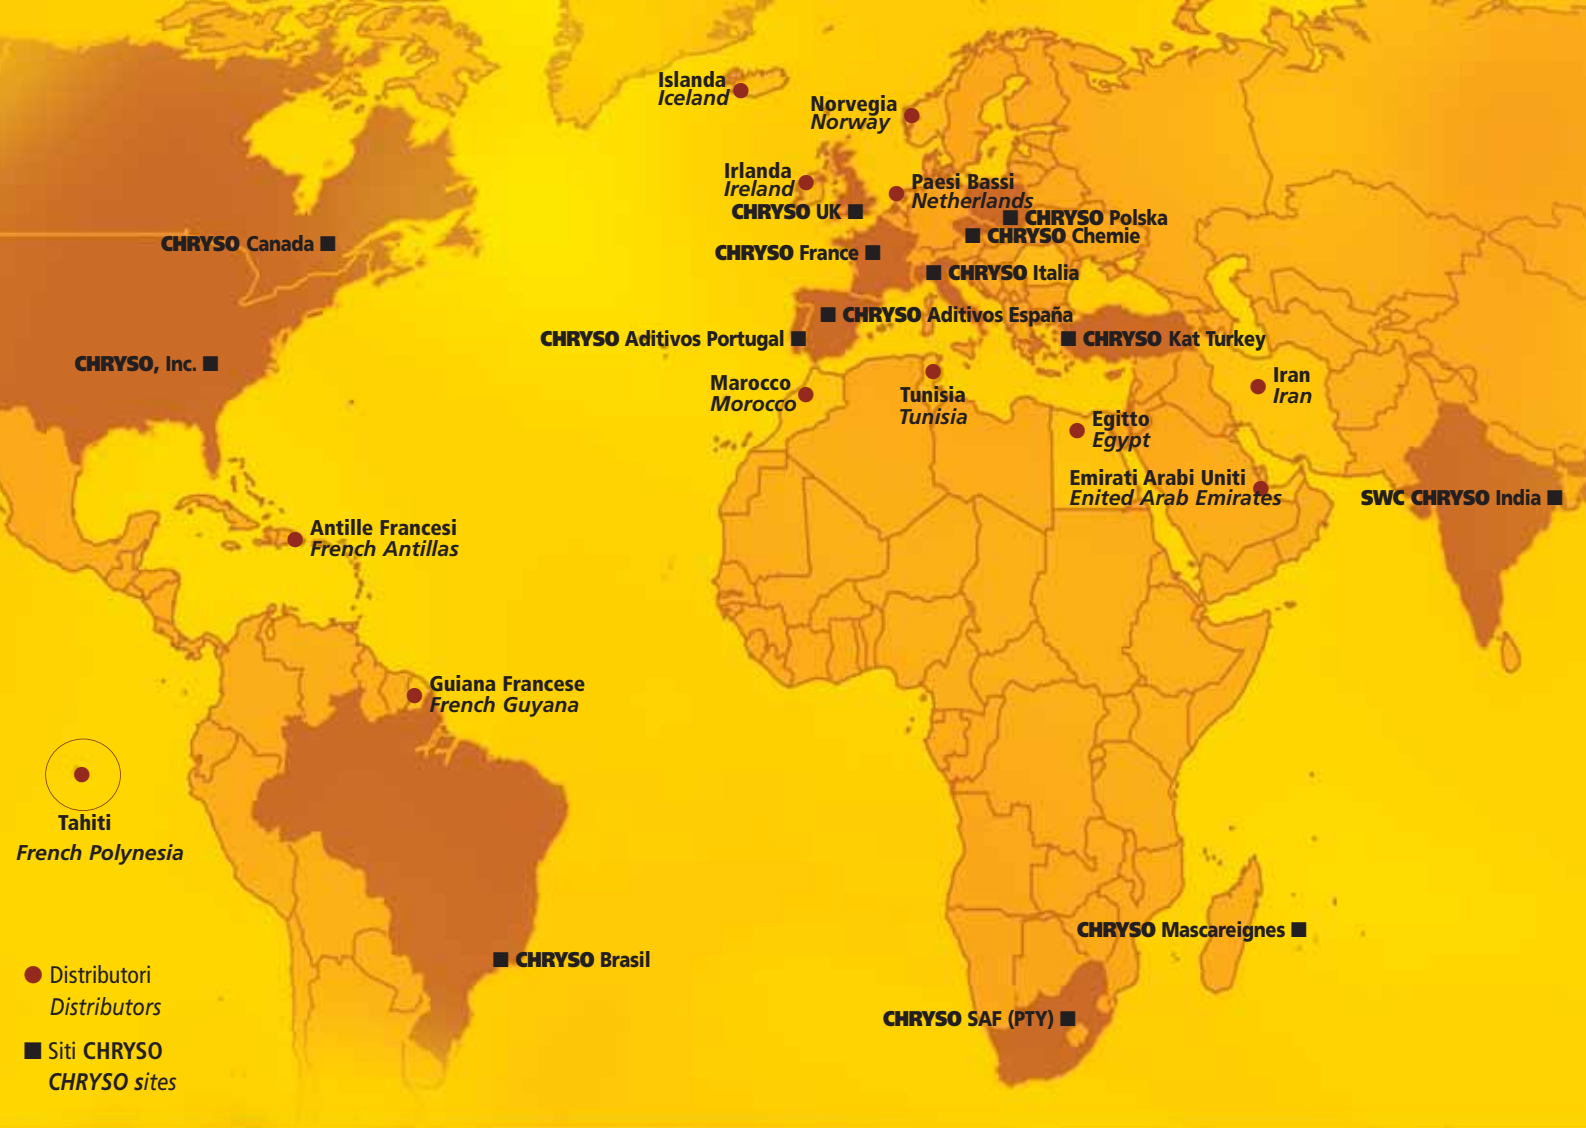 Islanda
Iceland
Norvegia
Norway
Irlanda
Ireland
Paesi Bassi
Netherlands
CHRYSO UK
CHRYSO Polska
CHRYSO Chemie
CHRYSO Canada
CHRYSO France
CHRYSO Italia
CHRYSO Aditivos España
CHRYSO Aditivos Portugal
CHRYSO Kat Turkey
CHRYSO, Inc.
Marocco
Morocco
Tunisia
Tunisia
Iran
Iran
Egitto
Egypt
Emirati Arabi Uniti
Enited Arab Emirates
SWC CHRYSO India
Antille Francesi
French Antillas
Guiana Francese
French Guyana
Tahiti
French Polynesia
CHRYSO Mascareignes
CHRYSO Brasil
CHRYSO SAF (PTY)
Distributori
Distributors
Siti CHRYSO
CHRYSO sites